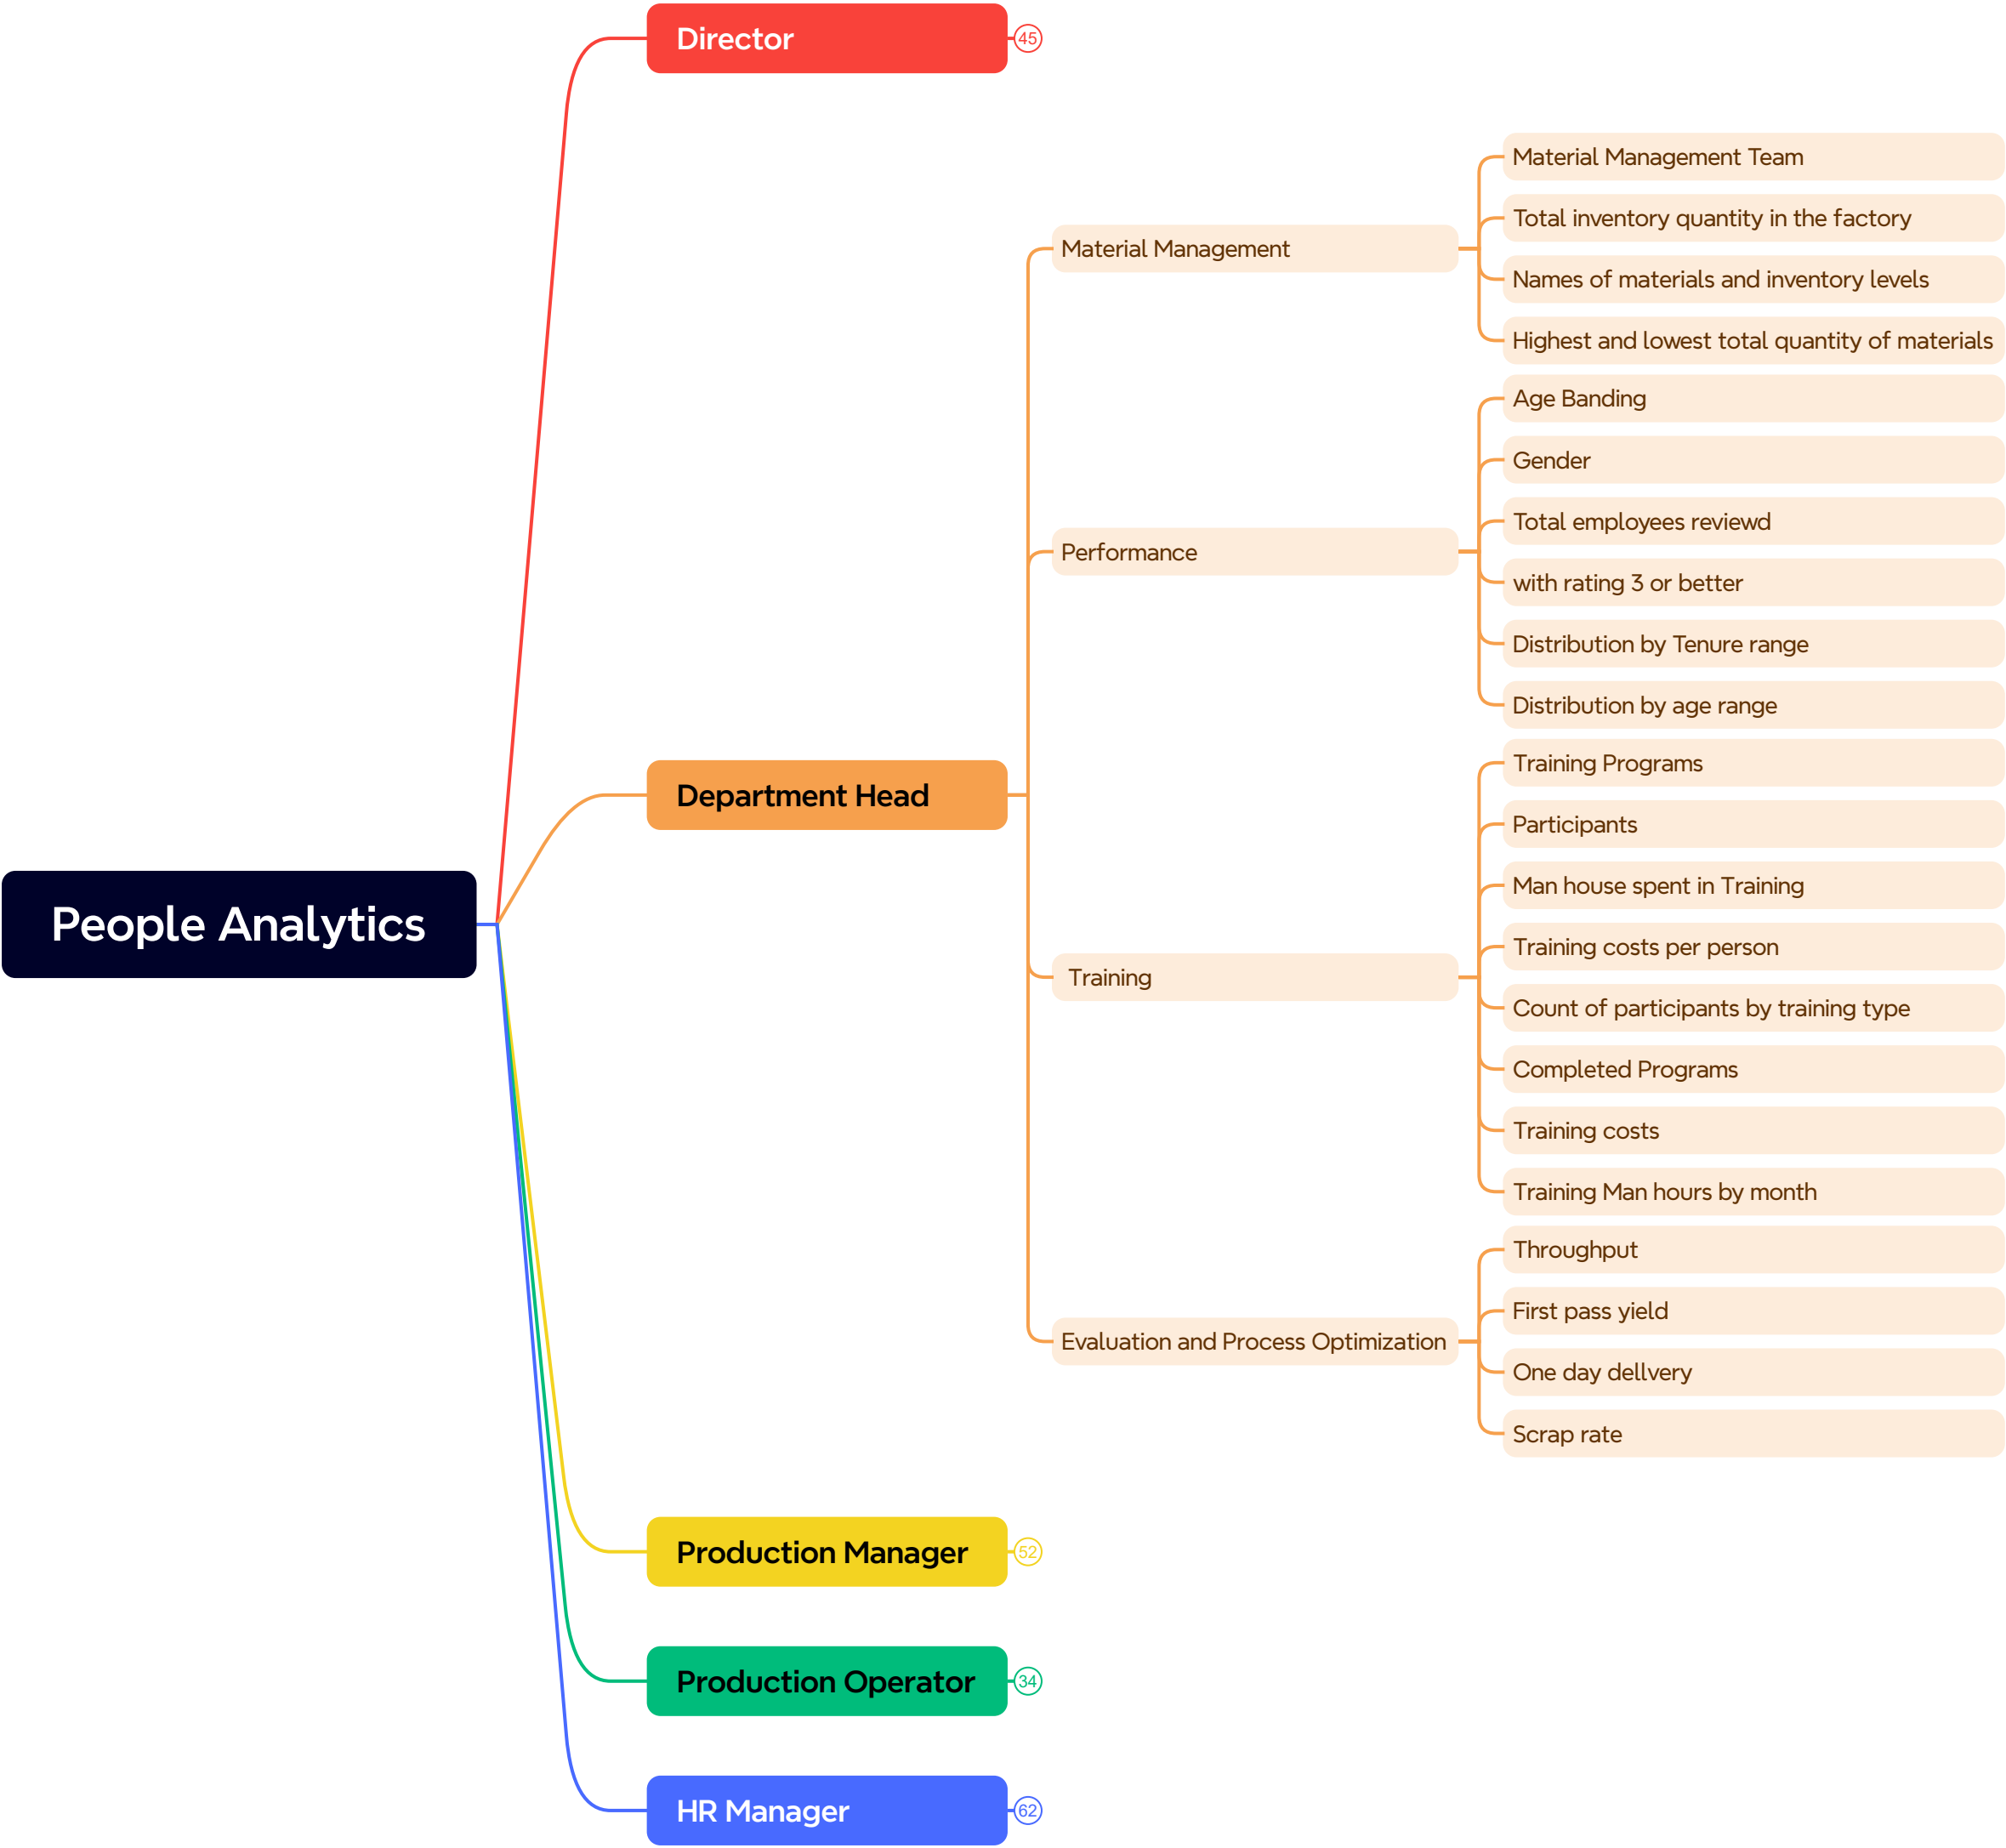 Director
45
Material Management Team
Total inventory quantity in the factory
Material Management
Names of materials and inventory levels
Highest and lowest total quantity of materials
Age Banding
Gender
Total employees reviewd
Performance
with rating 3 or better
Distribution by Tenure range
Distribution by age range
Department Head
Training Programs
Participants
Man house spent in Training
Training costs per person
Training
Count of participants by training type
Completed Programs
Training costs
Training Man hours by month
People Analytics
Throughput
First pass yield
Evaluation and Process Optimization
One day dellvery
Scrap rate
Production Manager
52
Production Operator
34
HR Manager
62